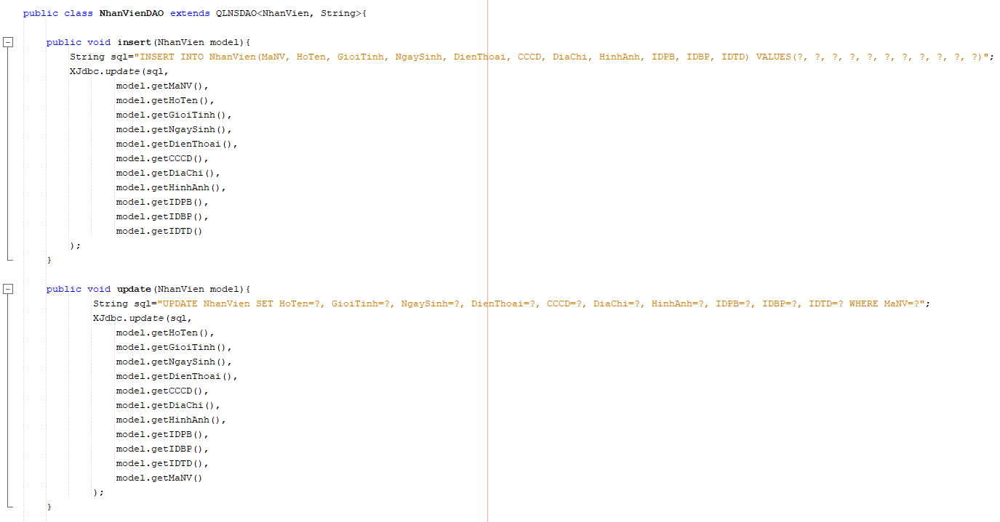 public class NhanVienDAO extends QLNSDAO<NhanVien, String>{
public void insert(NhanVien model){
String sql="INSERT INTO NhanVien(MaNV, HoTen, GioiTinh, NgaySinh, DienThoai, CCCD, DiaChi, HinhAnh, IDPB, IDBP, IDTD) VALUES(?, ?, ?, ?, ?, ?, ?, ?, ?, ?, ?)";
XJdbc.update(sql,
model.getMaNV(),
model.getHoTen(),
model.getGioiTinh(),
model.getNgaySinh(),
model.getDienThoai(),
model.getCCCD(),
model.getDiaChi(),
model.getHinhAnh(),
model.getIDPB(),
model.getIDBP(),
model.getIDTD()
);
}
public void update(NhanVien model){
String sql="UPDATE NhanVien SET HoTen=?, GioiTinh=?, NgaySinh=?, DienThoai=?, CCCD=?, DiaChi=?, HinhAnh=?, IDPB=?, IDBP=?, IDTD=? WHERE MaNV=?";
XJdbc.update(sql,
model.getHoTen(),
model.getGioiTinh(),
model.getNgaySinh(),
model.getDienThoai(),
model.getCCCD(),
model.getDiaChi(),
model.getHinhAnh(),
model.getIDPB(),
model.getIDBP(),
model.getIDTD(),
model.getMaNV()
);
}